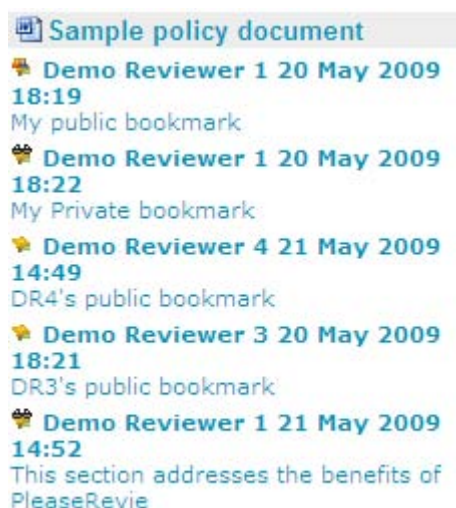 Sample policy document
Demo Reviewer 1 20 May 2009
18:19
My public bookmark
Demo Reviewer 1 20 May 2009
18:22
My Private bookmark
Demo Reviewer 4 21 May 2009
14:49
DR4's public bookmark
Demo Reviewer 3 20 May 2009
18:21
DR3's public bookmark
Demo Reviewer 1 21 May 2009
14:52
This section addresses the benefits of
PleaseRevie